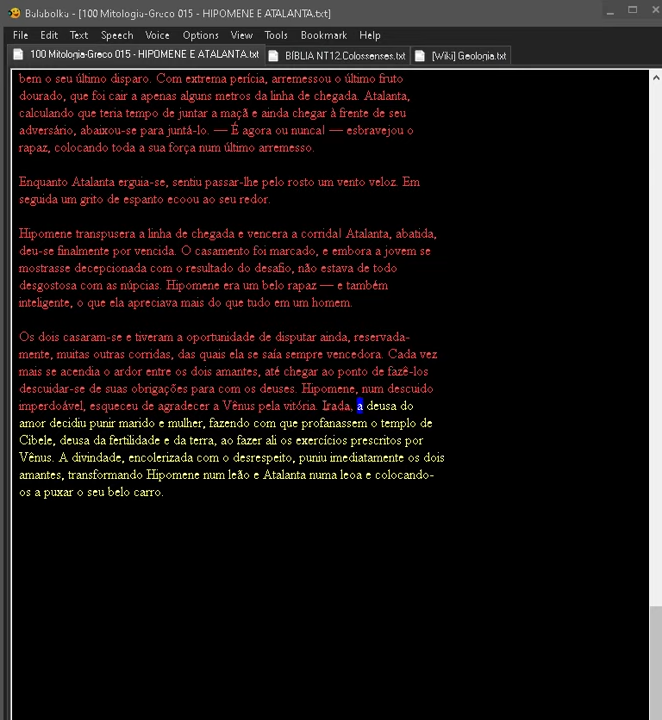 Balabolka - [100 Mitologia-Greco 015 - HIPOMENE E ATALANTA.txt]
File Edit Text Speech Voice Options View Tools Bookmark Help
100 Mitologia-Greco 015 - HIPOMENE E ATALANTA.txt BÍBLIA NT12.Colossenses.txt [Wiki] Geologia.txt
bem o seu último disparo. Com extrema perícia, arremessou o último fruto
dourado, que foi cair a apenas alguns metros da linha de chegada. Atalanta,
calculando que teria tempo de juntar a maçã e ainda chegar à frente de seu
adversário, abaixou-se para juntá-lo. — É agora ou nunca! — esbravejou o
rapaz, colocando toda a sua força num último arremesso.
Enquanto Atalanta erguia-se, sentiu passar-lhe pelo rosto um vento veloz. Em
seguida um grito de espanto ecoou ao seu redor.
Hipomene transpusera a linha de chegada e vencera a corrida! Atalanta, abatida,
deu-se finalmente por vencida. O casamento foi marcado, e embora a jovem se
mostrasse decepcionada com o resultado do desafio, não estava de todo
desgostosa com as núpcias. Hipomene era um belo rapaz — e também
inteligente, o que ela apreciava mais do que tudo em um homem.
Os dois casaram-se e tiveram a oportunidade de disputar ainda, reservada-
mente, muitas outras corridas, das quais ela se saía sempre vencedora. Cada vez
mais se acendia o ardor entre os dois amantes, até chegar ao ponto de fazê-los
descuidar-se de suas obrigações para com os deuses. Hipomene, num descuido
imperdoável, esqueceu de agradecer a Vênus pela vitória. Irada, a deusa do
amor decidiu punir marido e mulher, fazendo com que profanassem o templo de
Cibele, deusa da fertilidade e da terra, ao fazer ali os exercícios prescritos por
Vênus. A divindade, encolerizada com o desrespeito, puniu imediatamente os dois
amantes, transformando Hipomene num leão e Atalanta numa leoa e colocando-
os a puxar o seu belo carro.